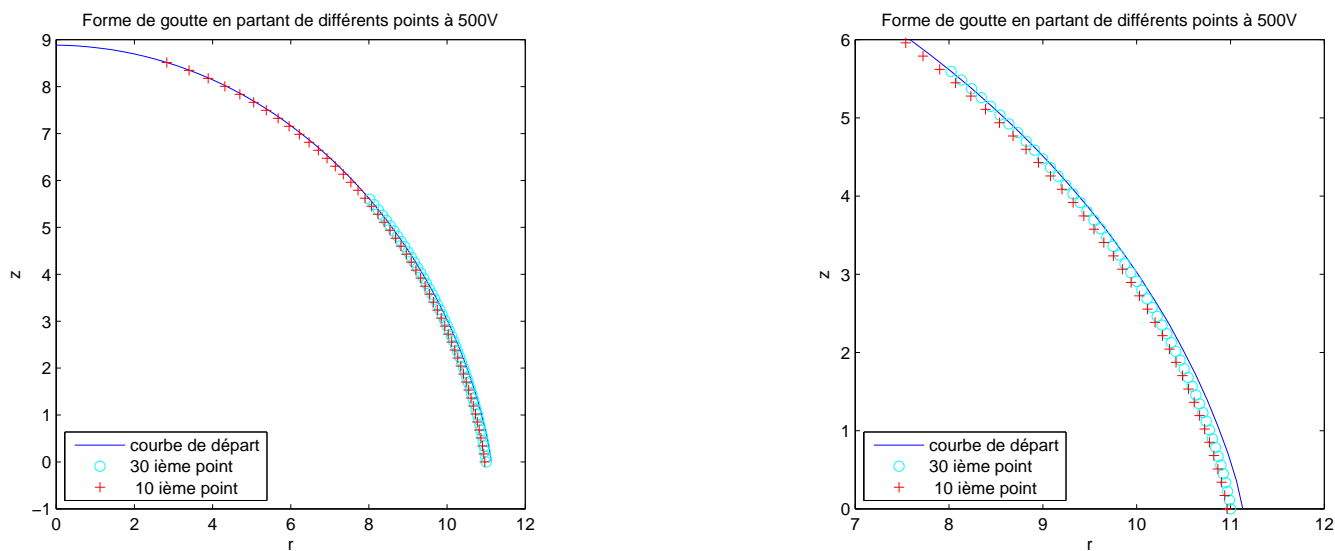 Forme de goutte en partant de différents points à 500V
9
8
7
6
5
4
3
2
1
0
−1
z
0
2
4
6
8
10
12
r
courbe de départ
30 ième point
10 ième point
Forme de goutte en partant de différents points à 500V
6
5
4
3
2
1
0
z
7
8
9
10
11
12
r
courbe de départ
30 ième point
10 ième point